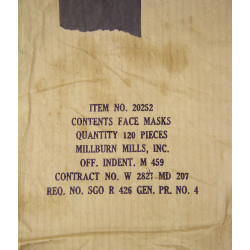 ITEM NO. 20252
CONTENTS FACE MASKS
QUANTITY 120 PIECES
MILLBURN MILLS, INC.
OFF. INDENT. M 459
CONTRACT NO. W 2821 MD 207
REQ. NO. SGO R 426 GEN. PR. NO. 4